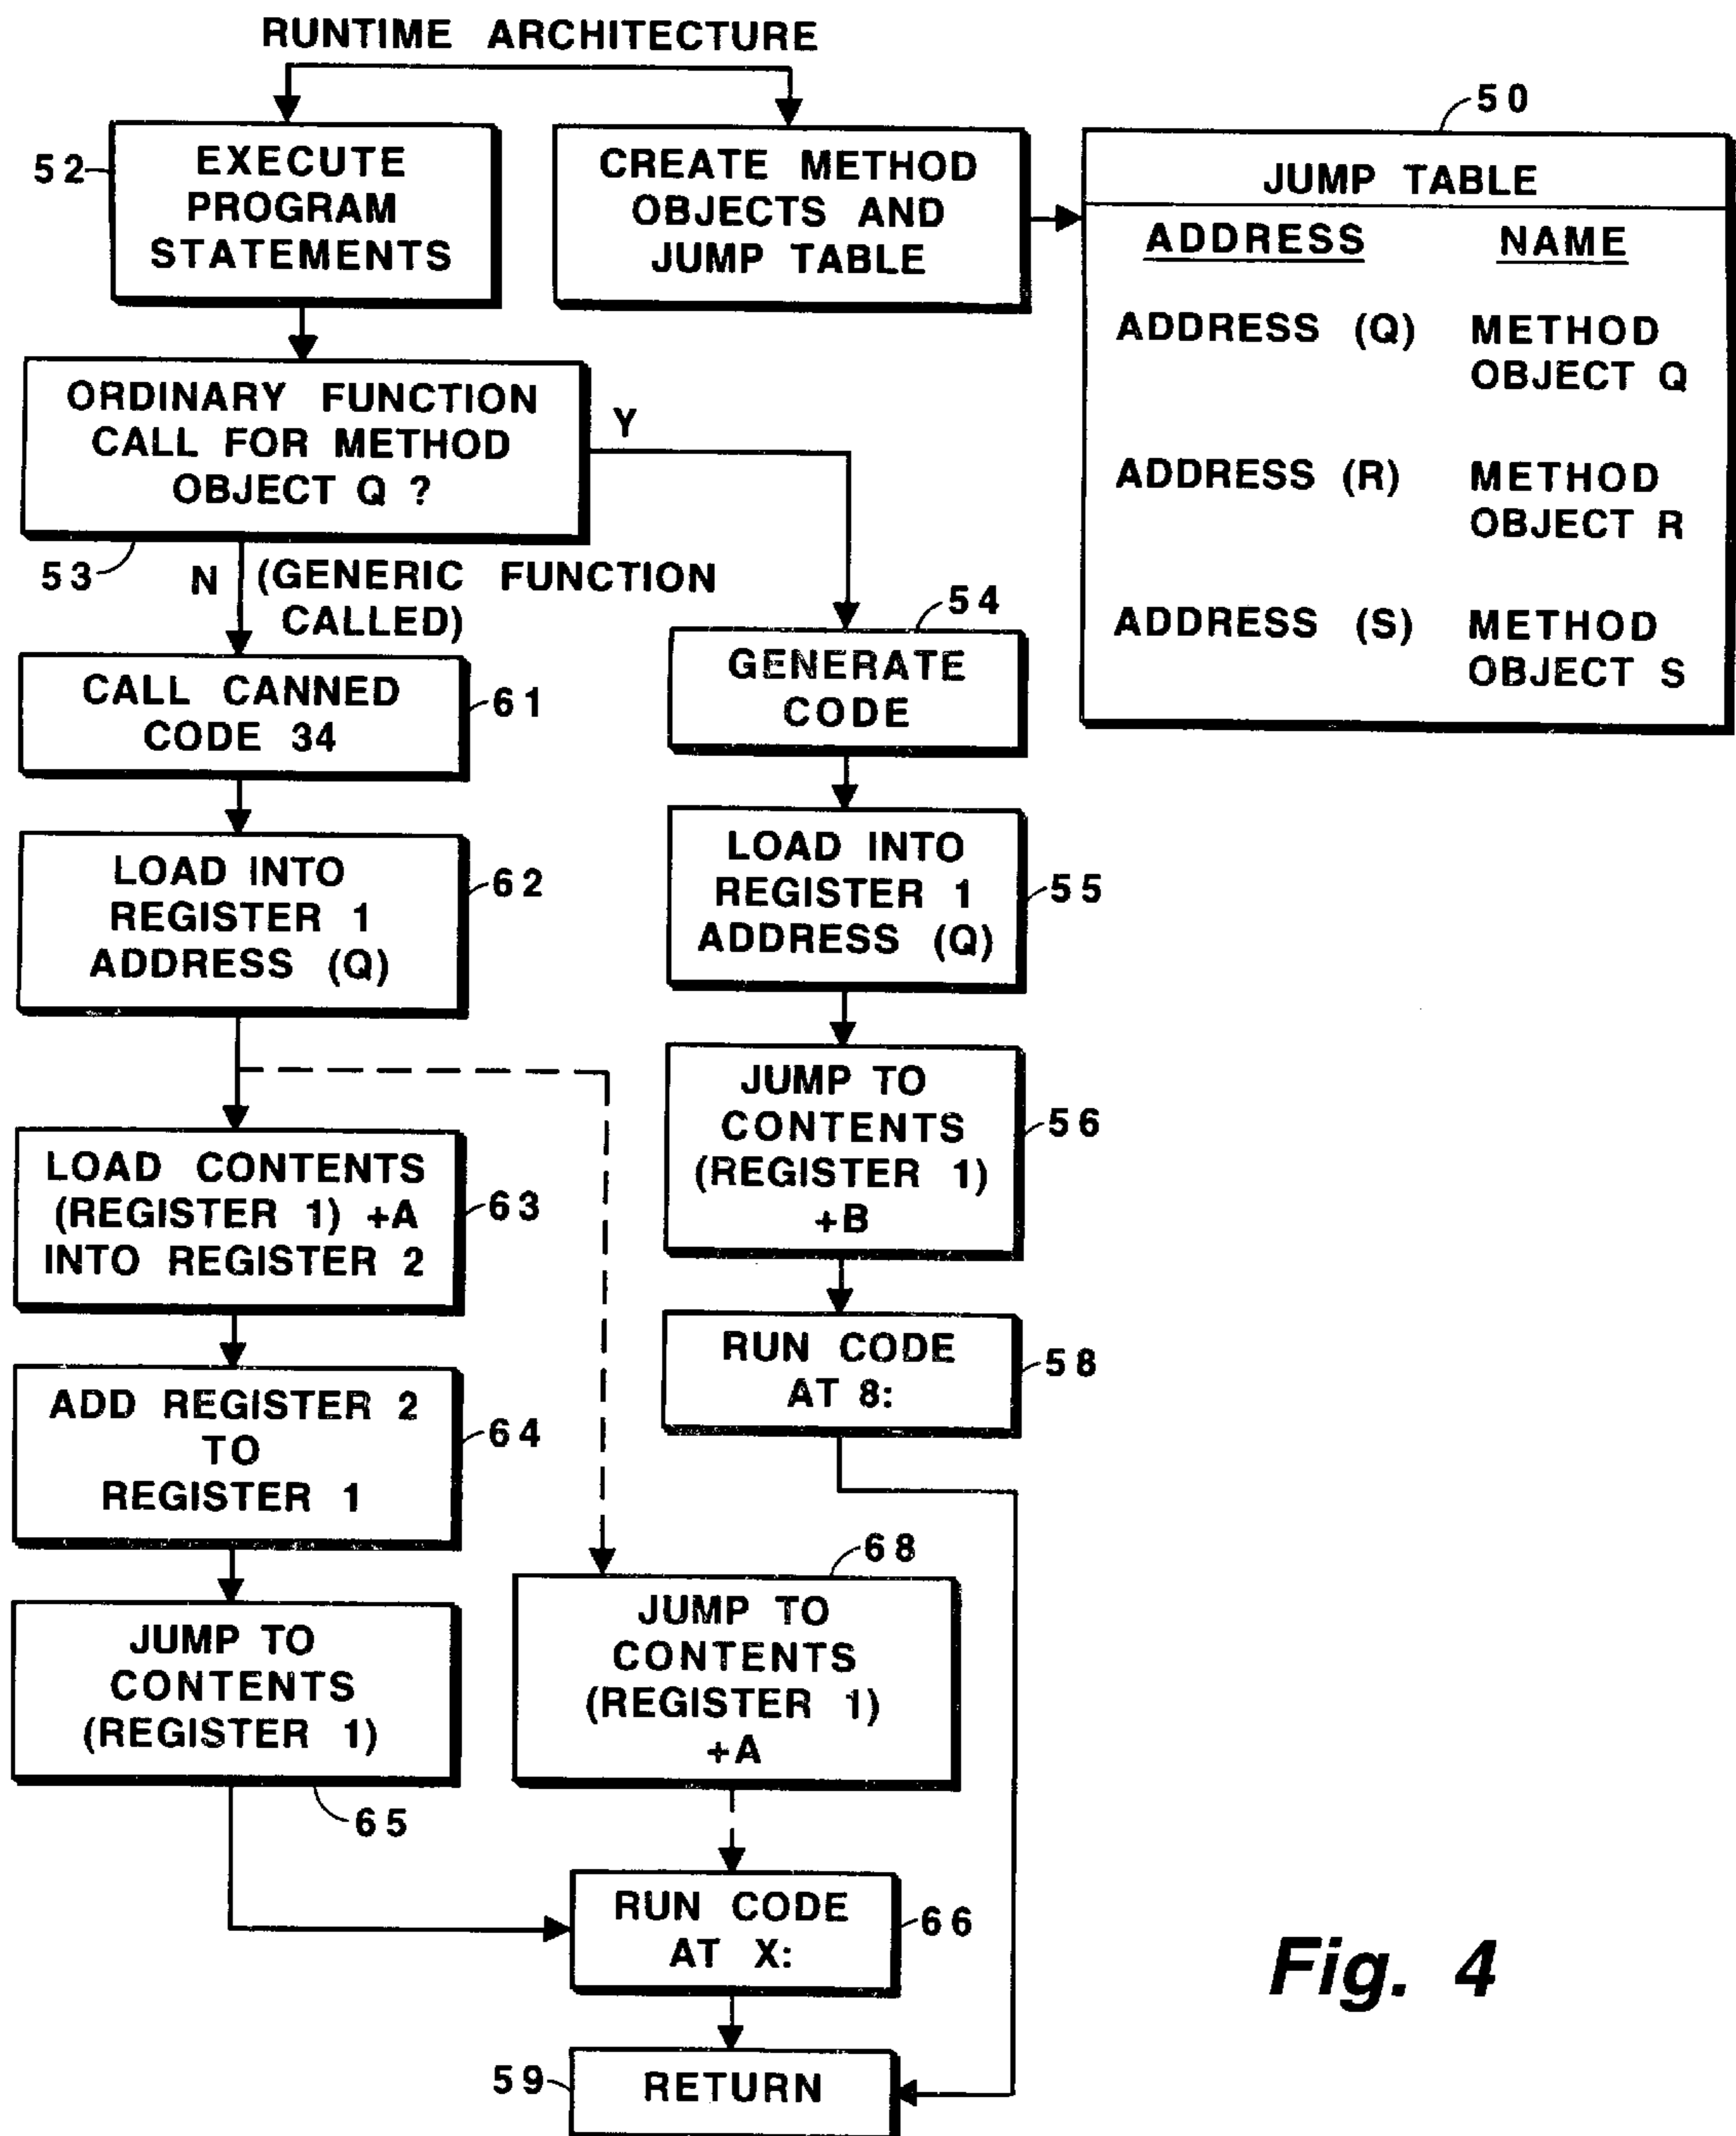 RUNTIME ARCHITECTURE
52
EXECUTE
PROGRAM
STATEMENTS
CREATE METHOD
OBJECTS AND
JUMP TABLE
50
JUMP TABLE
ADDRESS NAME
ADDRESS (Q) METHOD
OBJECT Q
ADDRESS (R) METHOD
OBJECT R
ADDRESS (S) METHOD
OBJECT S
ORDINARY FUNCTION
CALL FOR METHOD
OBJECT Q ?
Y
53
N (GENERIC FUNCTION
CALLED)
54
GENERATE
CODE
CALL CANNED
CODE 34
61
LOAD INTO
REGISTER 1
ADDRESS (Q)
62
LOAD INTO
REGISTER 1
ADDRESS (Q)
55
JUMP TO
CONTENTS
(REGISTER 1)
+B
56
LOAD CONTENTS
(REGISTER 1) +A
INTO REGISTER 2
63
RUN CODE
AT 8:
58
ADD REGISTER 2
TO
REGISTER 1
64
68
JUMP TO
CONTENTS
(REGISTER 1)
+A
JUMP TO
CONTENTS
(REGISTER 1)
65
RUN CODE
AT X:
66
59
RETURN
Fig. 4